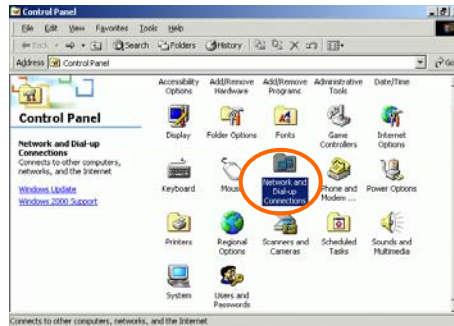 Control Panel
File Edit View Favorites Tools Help
Back Search Folders History
Address Control Panel Go
Control Panel
Network and Dial-up
Connections
Connects to other computers,
networks, and the Internet
Windows Update
Windows 2000 Support
Accessibility Options
Add/Remove Hardware
Add/Remove Programs
Administrative Tools
Date/Time
Display
Folder Options
Fonts
Game Controllers
Internet Options
Keyboard
Mouse
Network and Dial-up Connections
Phone and Modem ...
Power Options
Printers
Regional Options
Scanners and Cameras
Scheduled Tasks
Sounds and Multimedia
System
Users and Passwords
Connects to other computers, networks, and the Internet